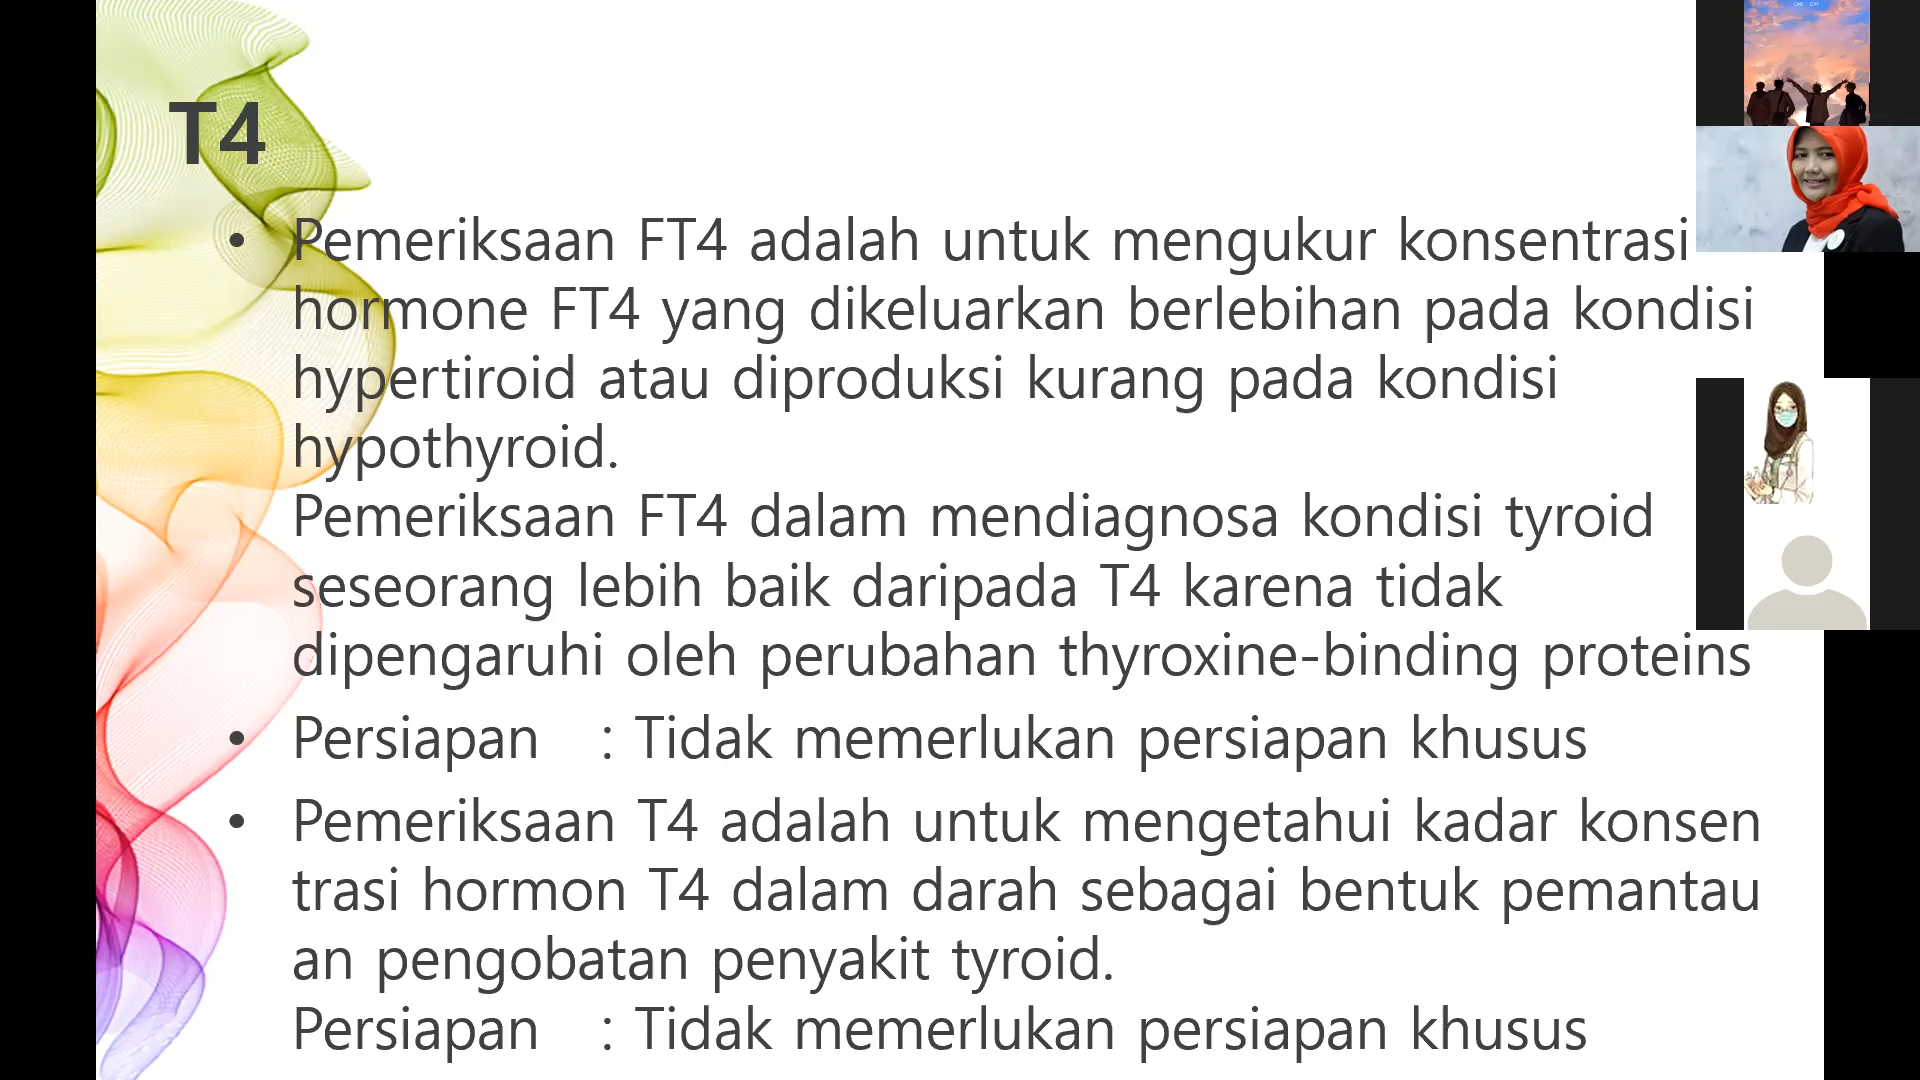 T4
• Pemeriksaan FT4 adalah untuk mengukur konsentrasi
hormone FT4 yang dikeluarkan berlebihan pada kondisi
hypertiroid atau diproduksi kurang pada kondisi
hypothyroid.
Pemeriksaan FT4 dalam mendiagnosa kondisi tyroid
seseorang lebih baik daripada T4 karena tidak
dipengaruhi oleh perubahan thyroxine-binding proteins
• Persiapan : Tidak memerlukan persiapan khusus
• Pemeriksaan T4 adalah untuk mengetahui kadar konsen
trasi hormon T4 dalam darah sebagai bentuk pemantau
an pengobatan penyakit tyroid.
Persiapan : Tidak memerlukan persiapan khusus